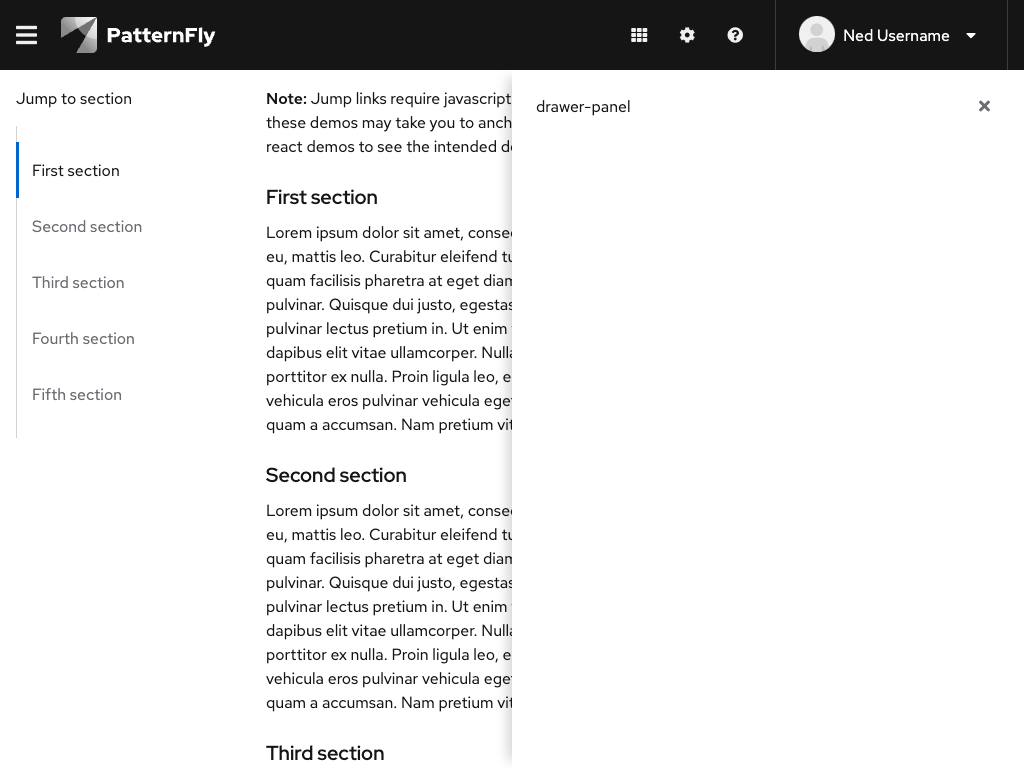 PatternFly
Ned Username
Jump to section
First section
Second section
Third section
Fourth section
Fifth section
Note: Jump links require javascript
these demos may take you to anch
react demos to see the intended
First section
Lorem ipsum dolor sit amet,
eu, mattis leo. Curabitur eleifend
quam facilisis pharetra at eget diam
pulvinar. Quisque dui justo, egestas
pulvinar lectus pretium in. Ut enim
dapibus elit vitae ullamcorper. Nulla
porttitor ex nulla. Proin ligula leo,
vehicula eros pulvinar vehicula eget
quam a accumsan. Nam pretium
Second section
Lorem ipsum dolor sit amet,
eu, mattis leo. Curabitur eleifend
quam facilisis pharetra at eget diam
pulvinar. Quisque dui justo, egestas
pulvinar lectus pretium in. Ut enim
dapibus elit vitae ullamcorper. Nulla
porttitor ex nulla. Proin ligula leo,
vehicula eros pulvinar vehicula eget
quam a accumsan. Nam pretium
Third section
drawer-panel